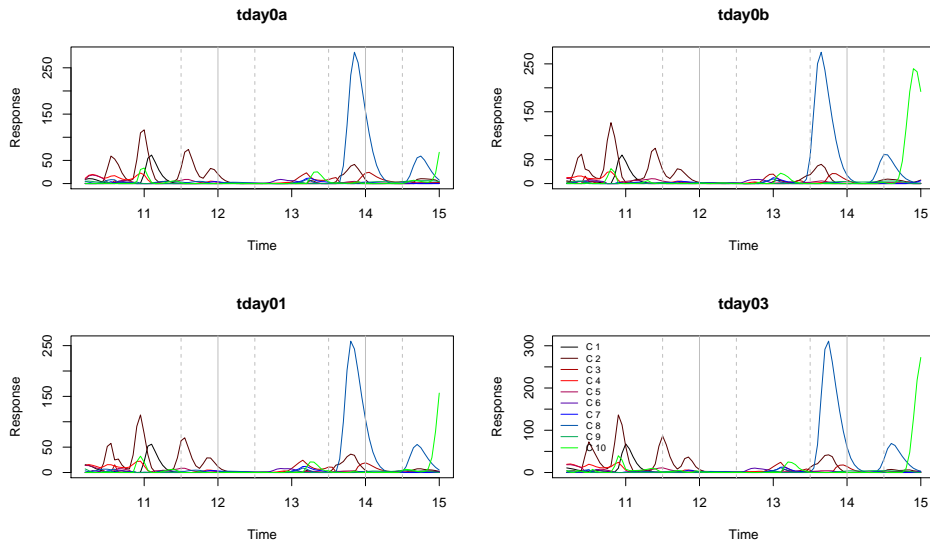 tday0a
Response
0
50
150
250
11
12
13
14
15
Time
tday0b
Response
0
50
150
250
11
12
13
14
15
Time
tday01
Response
0
50
150
250
11
12
13
14
15
Time
tday03
Response
0
100
200
300
C 1
C 2
C 3
C 4
C 5
C 6
C 7
C 8
C 9
C 10
11
12
13
14
15
Time